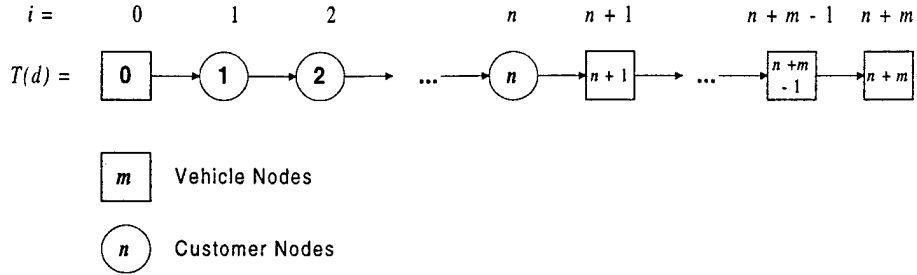 i = 0 1 2 n n + 1 n + m - 1 n + m
T(d) = 0 1 2 ... n n + 1 ... n +m - 1 n + m
m Vehicle Nodes
n Customer Nodes